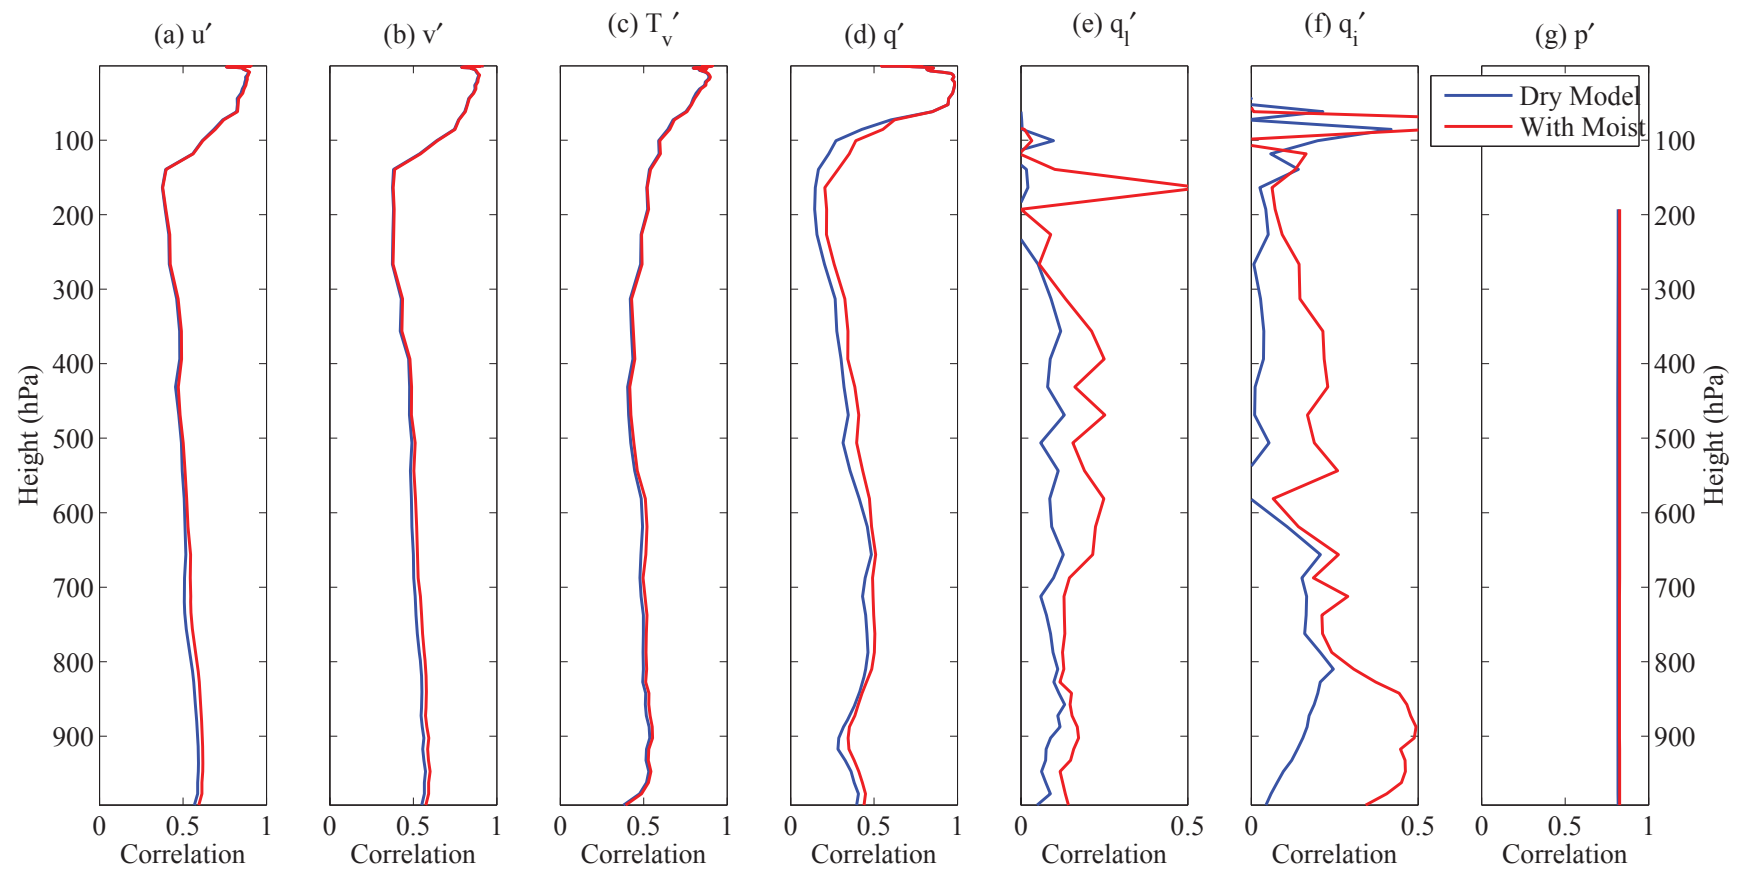 (a) u′ (b) v′ (c) T_v′ (d) q′ (e) q_l′ (f) q_i′ (g) p′
Dry Model
With Moist
100 100
200 200
300 300
400 400
500 500
600 600
700 700
800 800
900 900
Height (hPa) Height (hPa)
0 0.5 1 0 0.5 1 0 0.5 1 0 0.5 1 0 0.5 0 0.5 0 0.5 1
Correlation Correlation Correlation Correlation Correlation Correlation Correlation